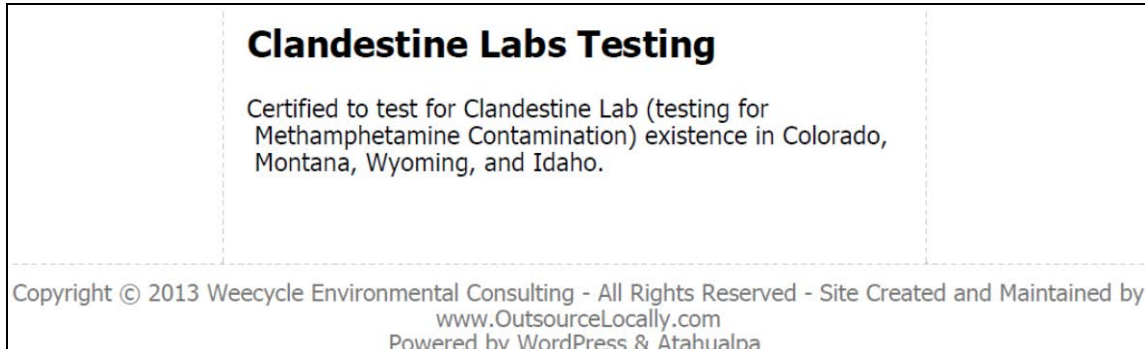 Clandestine Labs Testing
Certified to test for Clandestine Lab (testing for
Methamphetamine Contamination) existence in Colorado,
Montana, Wyoming, and Idaho.
Copyright © 2013 Weecycle Environmental Consulting - All Rights Reserved - Site Created and Maintained by
www.OutsourceLocally.com
Powered by WordPress & Atahualpa